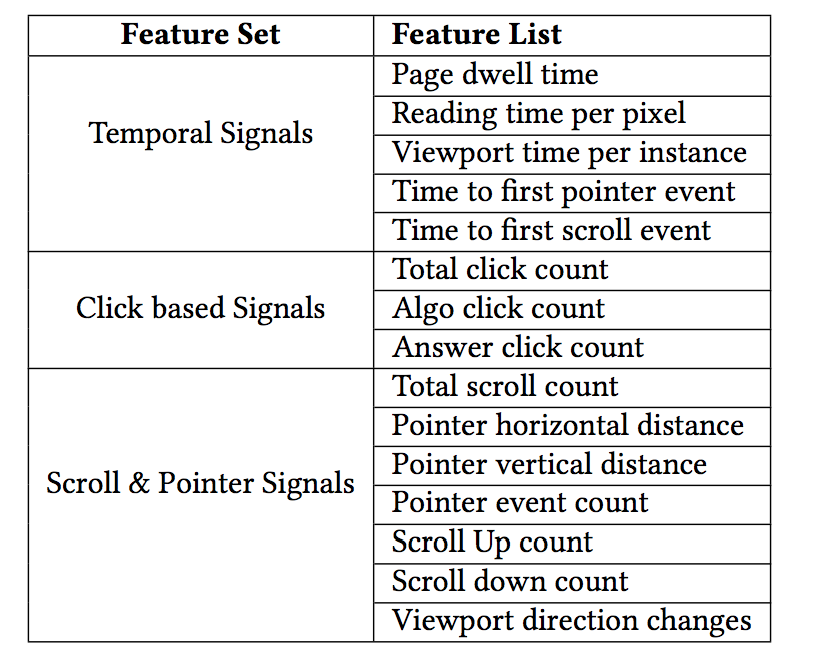 Feature Set Feature List
Page dwell time
Reading time per pixel
Temporal Signals
Viewport time per instance
Time to first pointer event
Time to first scroll event
Total click count
Click based Signals Algo click count
Answer click count
Total scroll count
Pointer horizontal distance
Pointer vertical distance
Scroll & Pointer Signals
Pointer event count
Scroll Up count
Scroll down count
Viewport direction changes